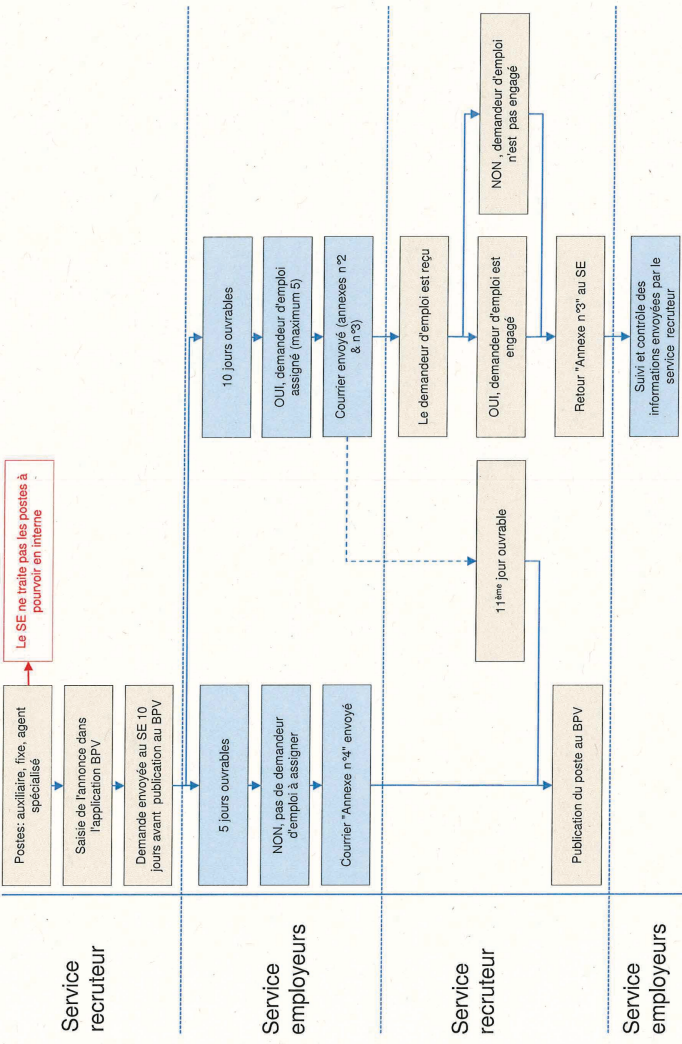 Service
recruteur
Postes: auxiliaire, fixe, agent
spécialisé
Le SE ne traite pas les postes à
pourvoir en interne
Saisie de l'annonce dans
l'application BPV
Demande envoyée au SE 10
jours avant publication au BPV
Service
employeurs
5 jours ouvrables
10 jours ouvrables
NON, pas de demandeur
d'emploi à assigner
OUI, demandeur d'emploi
assigné (maximum 5)
Courrier "Annexe n°4" envoyé
Courrier envoyé (annexes n°2
& n°3)
Service
recruteur
Le demandeur d'emploi est reçu
11ème jour ouvrable
OUI, demandeur d'emploi est
engagé
NON , demandeur d'emploi
n'est pas engagé
Publication du poste au BPV
Retour "Annexe n°3" au SE
Service
employeurs
Suivi et contrôle des
informations envoyées par le
service recruteur